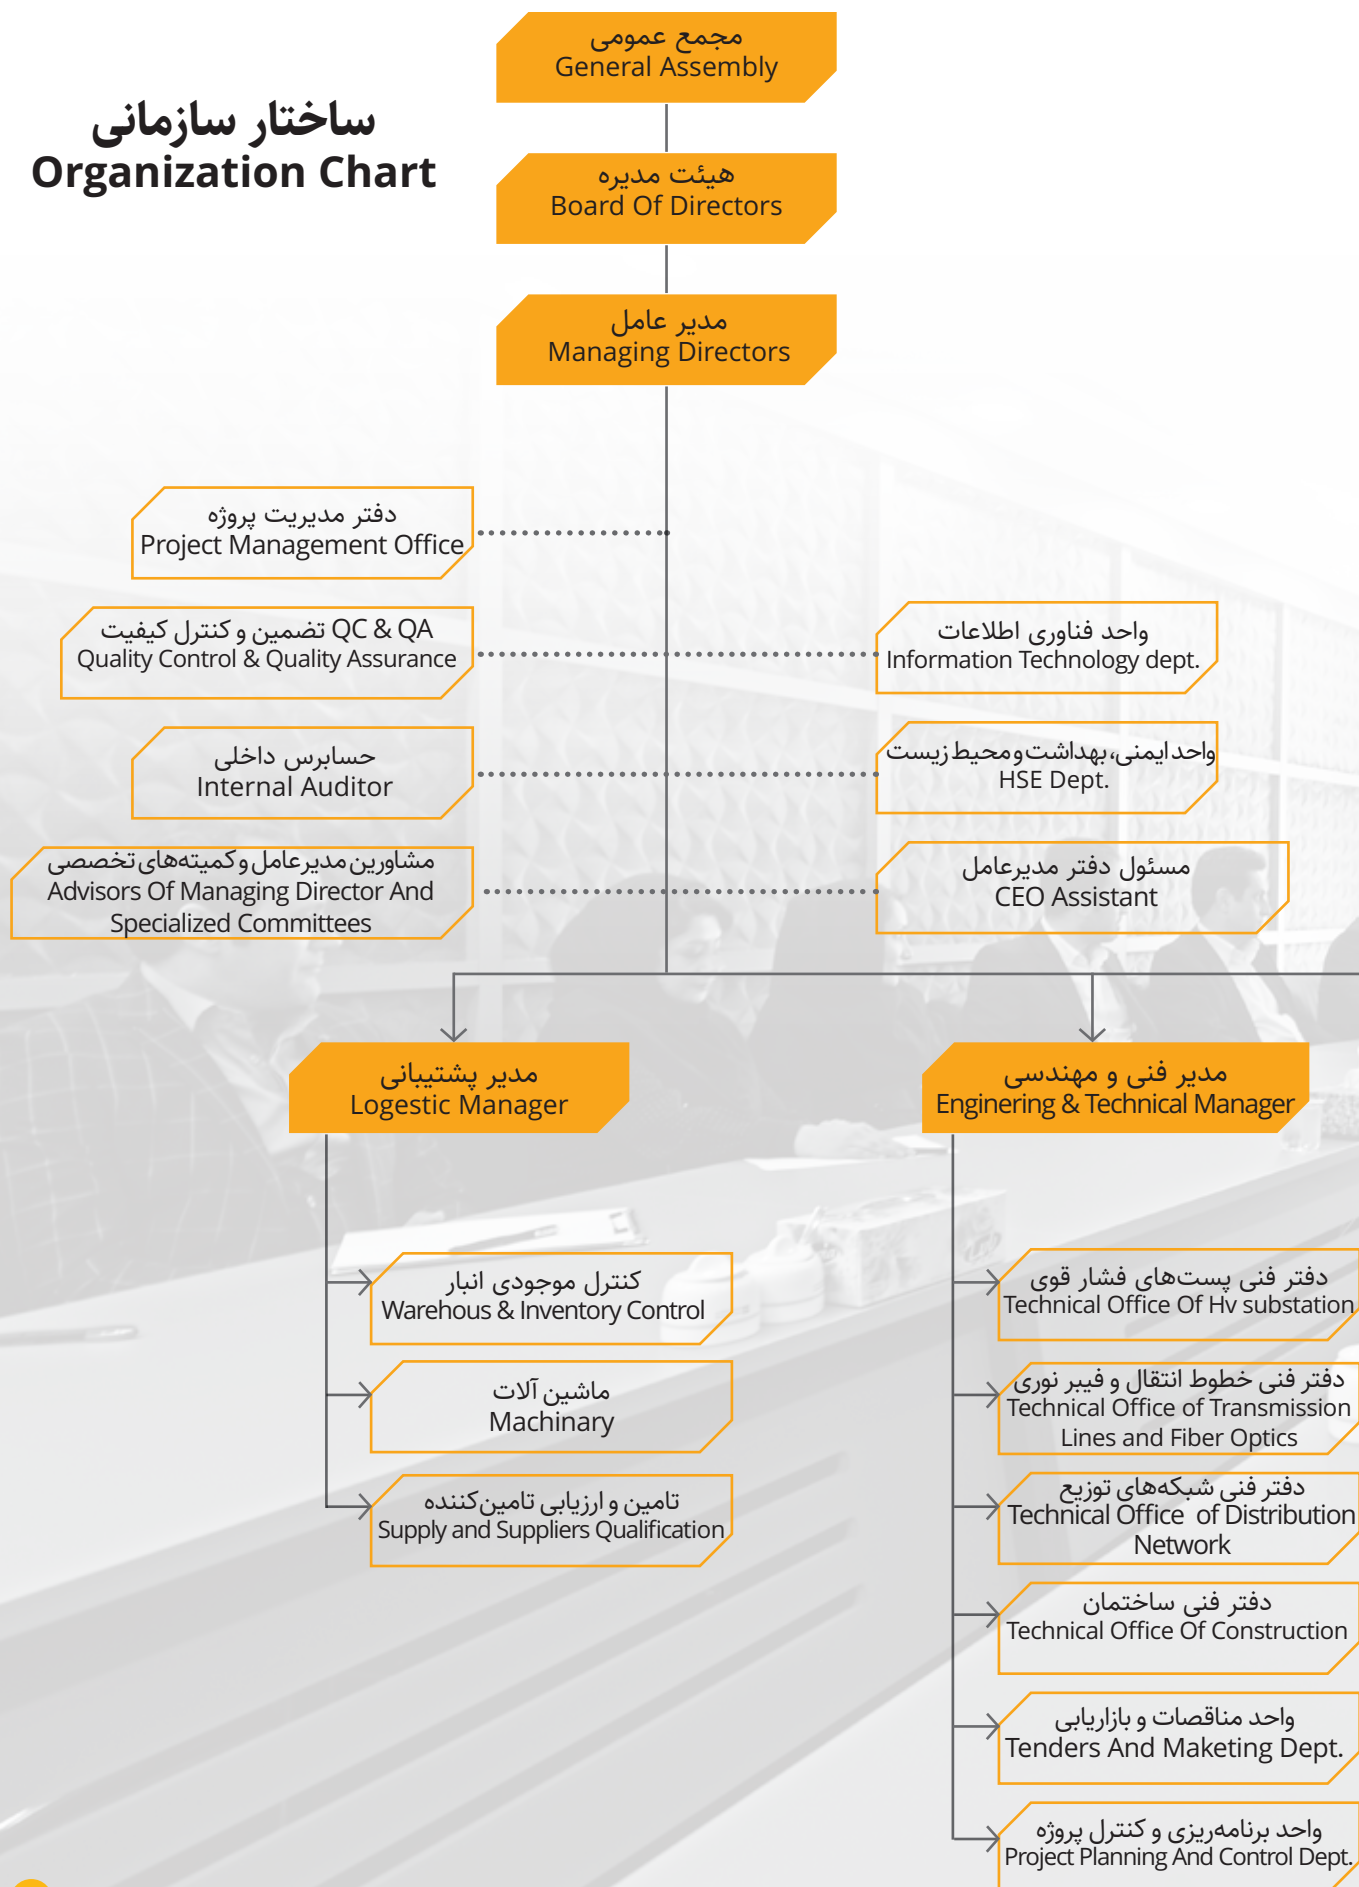 مجمع عمومی
General Assembly
ساختار سازمانی
Organization Chart
هیئت مدیره
Board Of Directors
مدیر عامل
Managing Directors
دفتر مدیریت پروژه
Project Management Office
QC & QA تضمین و کنترل کیفیت
Quality Control & Quality Assurance
واحد فناوری اطلاعات
Information Technology dept.
حسابرس داخلی
Internal Auditor
واحد ایمنی، بهداشت و محیط زیست
HSE Dept.
مشاورین مدیرعامل و کمیته‌های تخصصی
Advisors Of Managing Director And
Specialized Committees
مسئول دفتر مدیرعامل
CEO Assistant
مدیر پشتیبانی
Logestic Manager
کنترل موجودی انبار
Warehous & Inventory Control
ماشین آلات
Machinary
تامین و ارزیابی تامین‌کننده
Supply and Suppliers Qualification
مدیر فنی و مهندسی
Enginering & Technical Manager
دفتر فنی پست‌های فشار قوی
Technical Office Of Hv substation
دفتر فنی خطوط انتقال و فیبر نوری
Technical Office of Transmission
Lines and Fiber Optics
دفتر فنی شبکه‌های توزیع
Technical Office of Distribution
Network
دفتر فنی ساختمان
Technical Office Of Construction
واحد مناقصات و بازاریابی
Tenders And Maketing Dept.
واحد برنامه‌ریزی و کنترل پروژه
Project Planning And Control Dept.